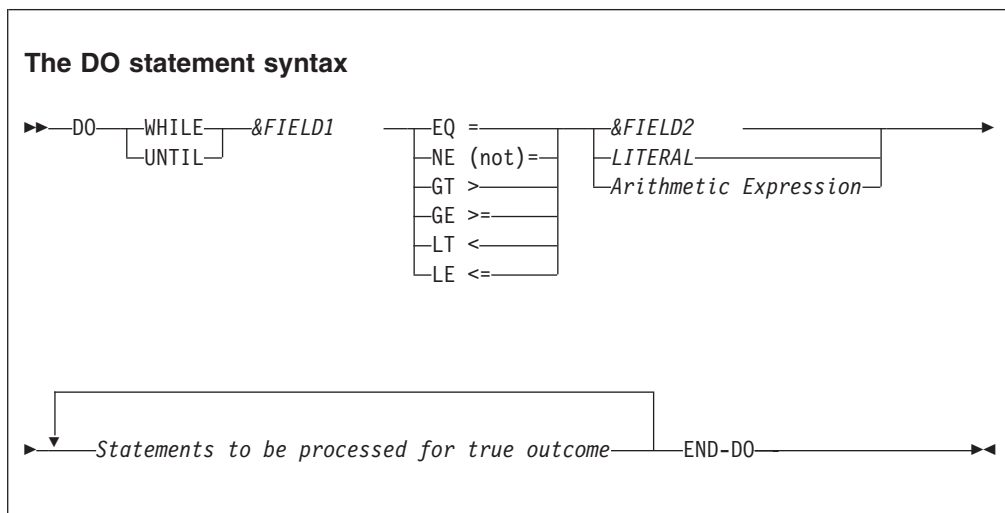 The DO statement syntax
DO WHILE &FIELD1 EQ = &FIELD2
UNTIL NE (not)= LITERAL
GT > Arithmetic Expression
GE >=
LT <
LE <=
Statements to be processed for true outcome END-DO